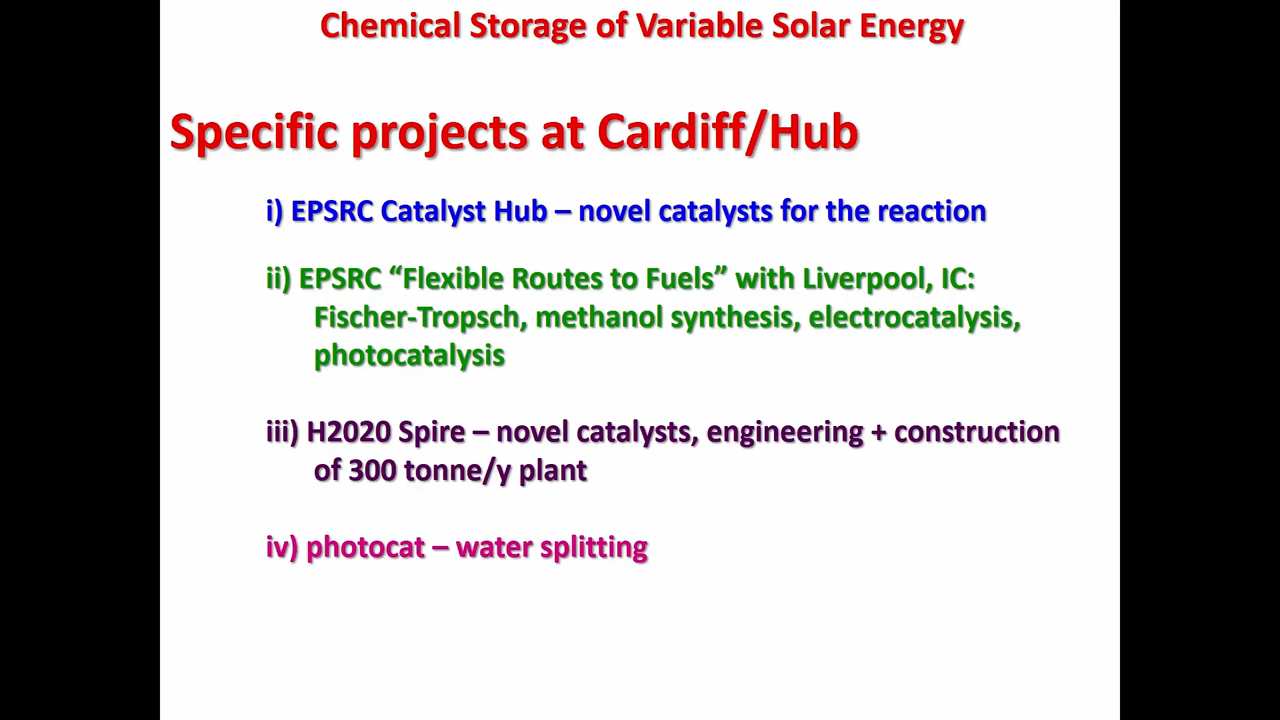 Chemical Storage of Variable Solar Energy
Specific projects at Cardiff/Hub
i) EPSRC Catalyst Hub – novel catalysts for the reaction
ii) EPSRC “Flexible Routes to Fuels” with Liverpool, IC:
Fischer-Tropsch, methanol synthesis, electrocatalysis,
photocatalysis
iii) H2020 Spire – novel catalysts, engineering + construction
of 300 tonne/y plant
iv) photocat – water splitting